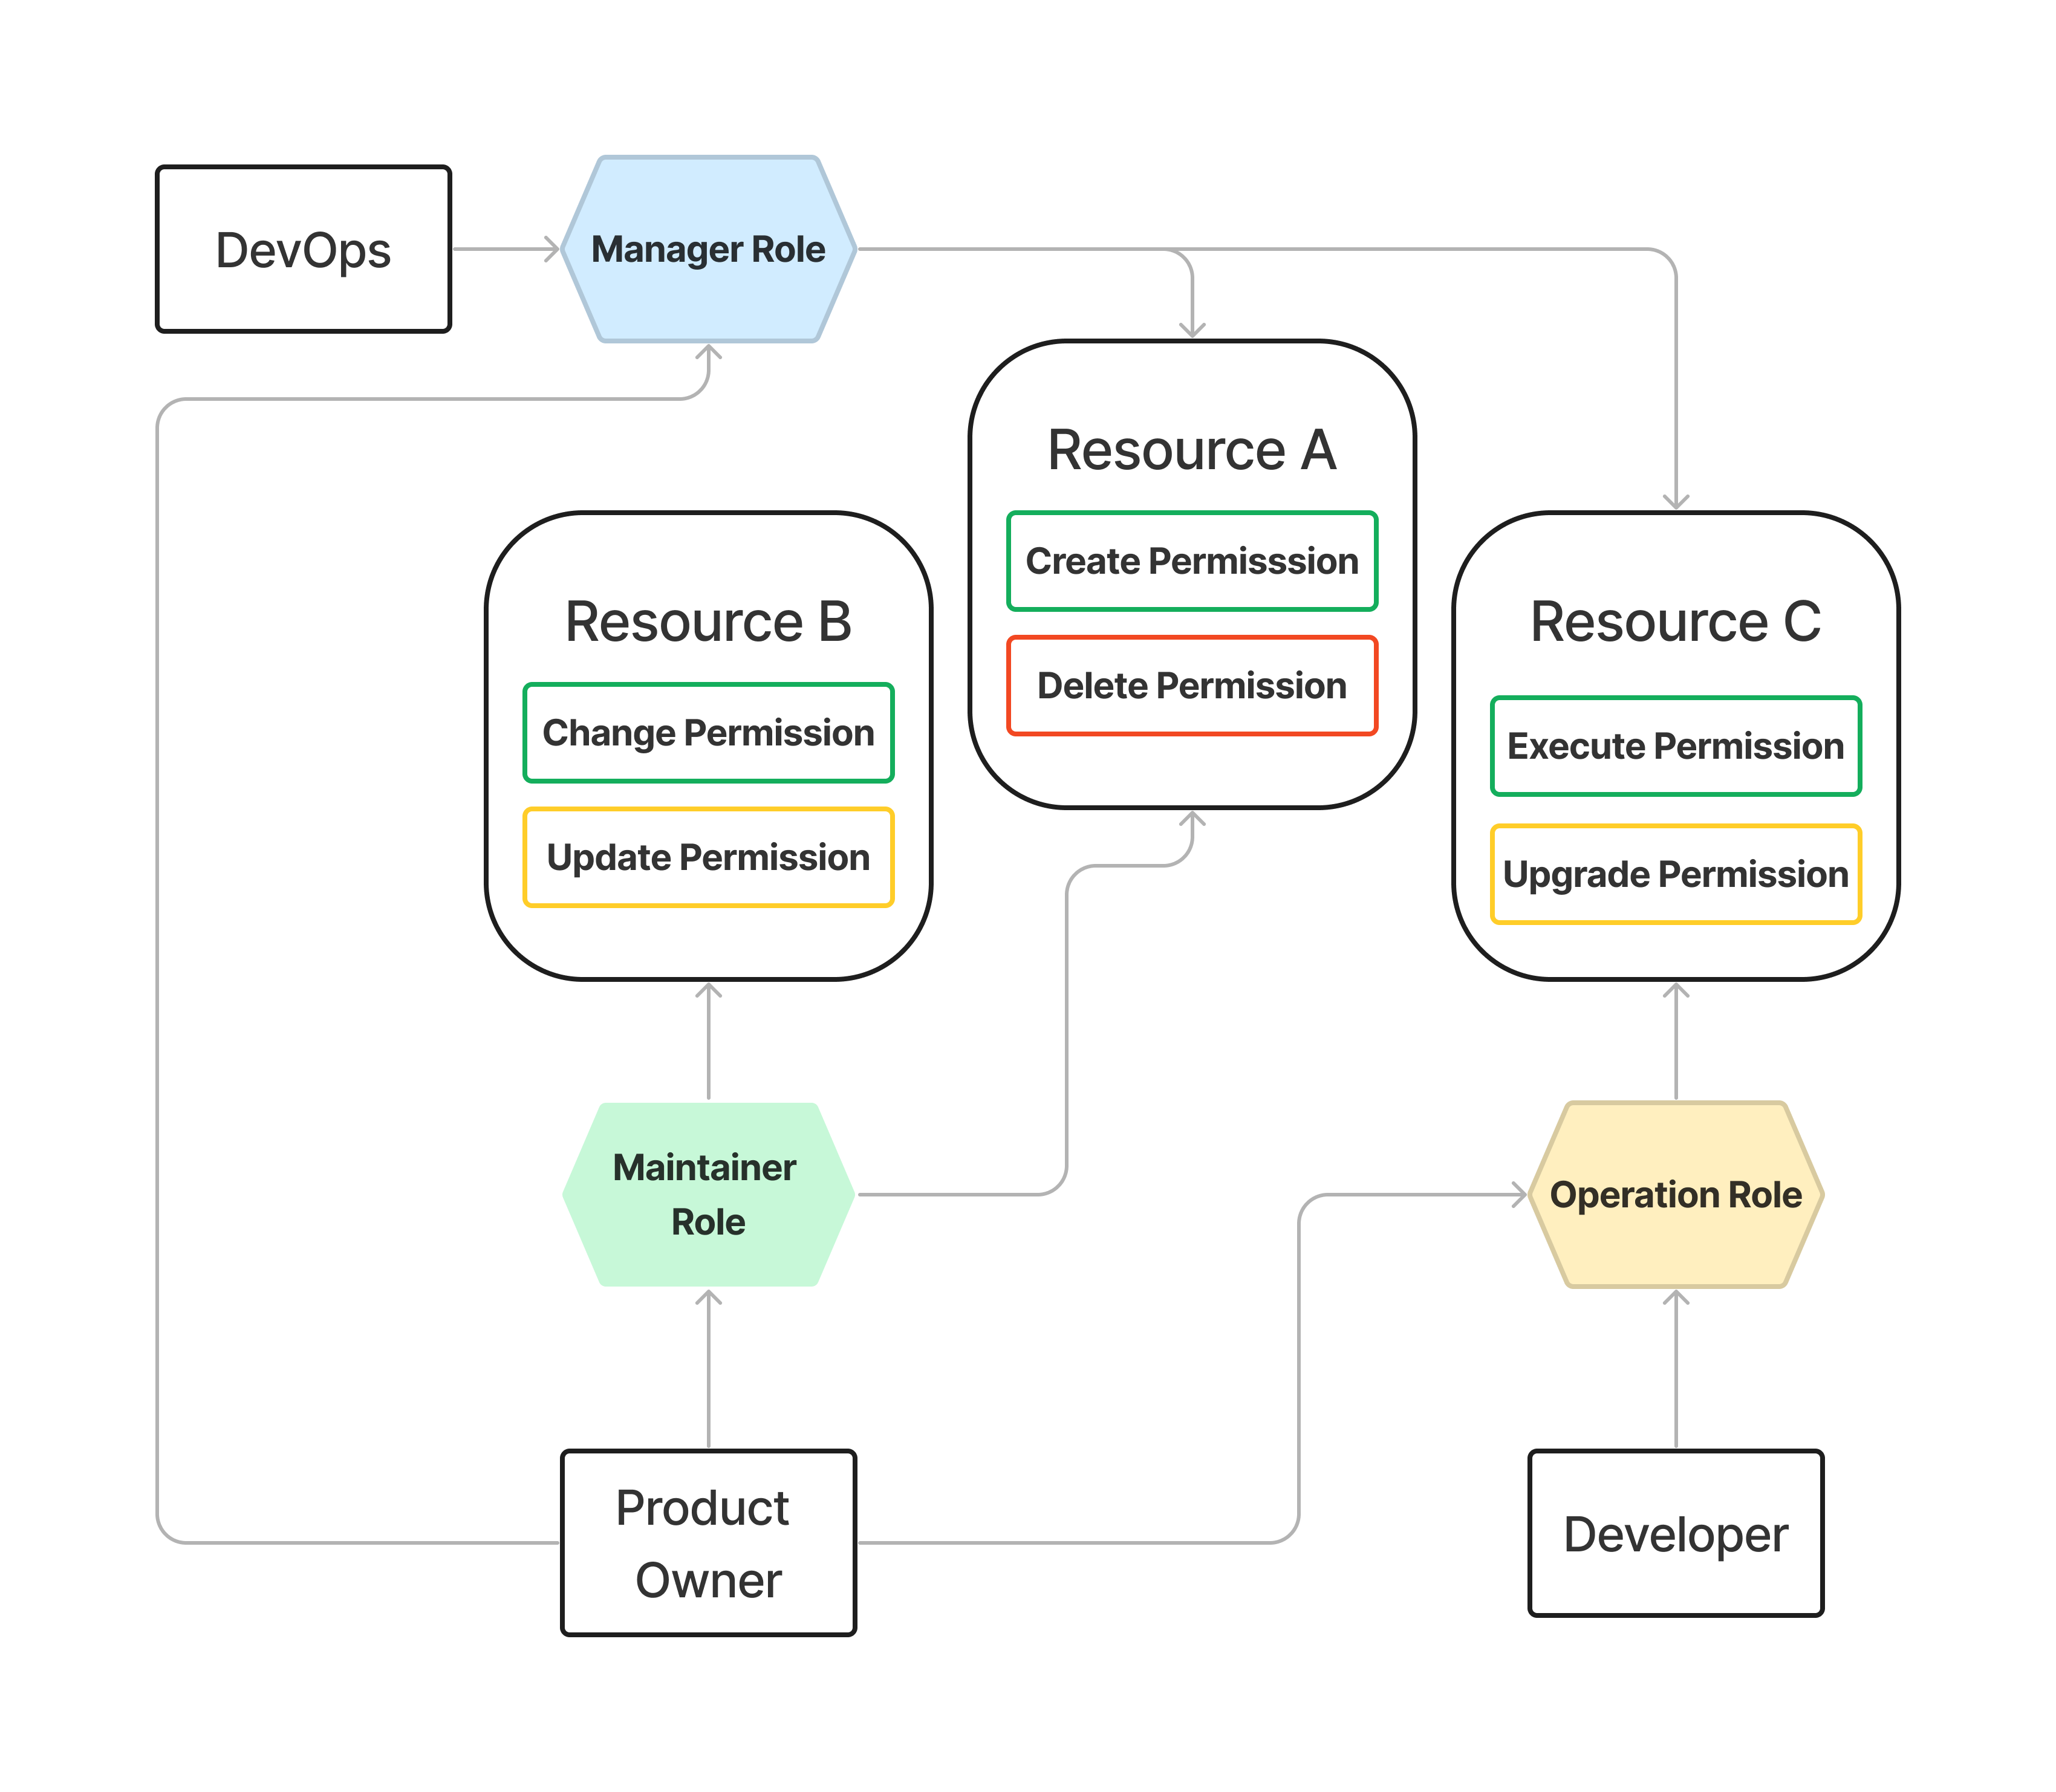 DevOps
Manager Role
Resource A
Create Permisssion
Delete Permission
Resource B
Change Permission
Update Permission
Resource C
Execute Permission
Upgrade Permission
Maintainer
Role
Operation Role
Product
Owner
Developer